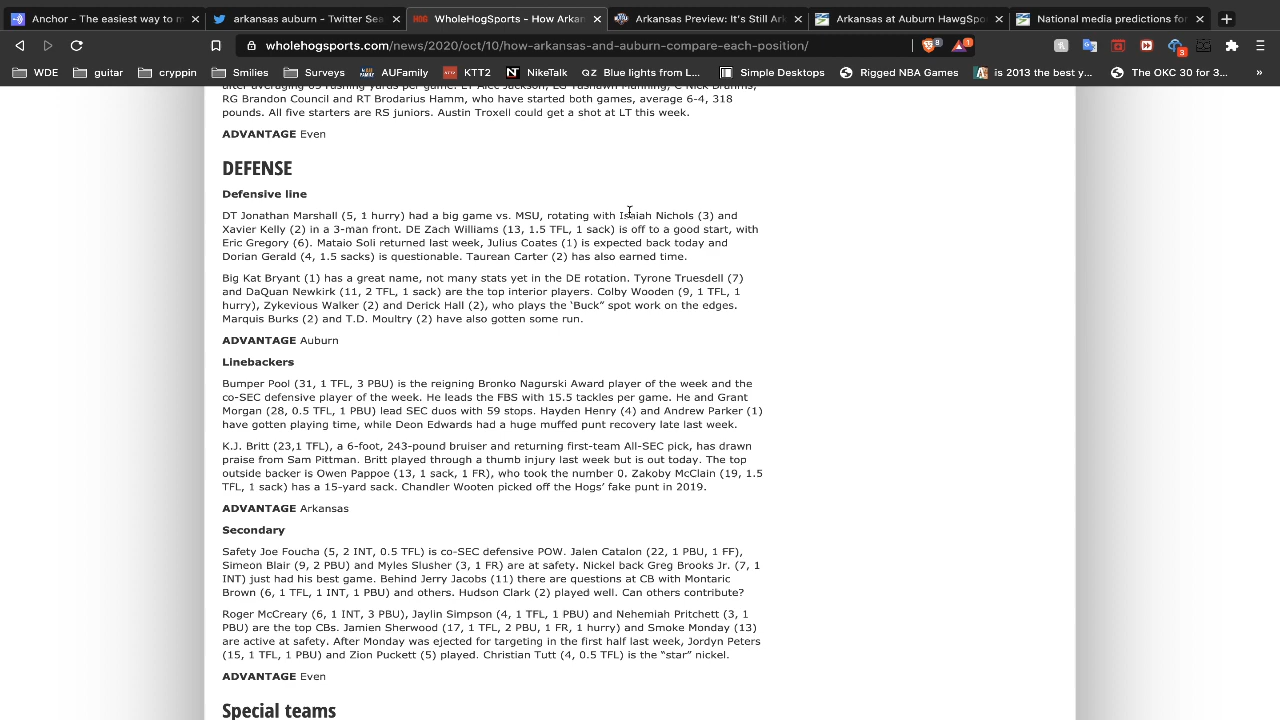 Anchor - The easiest way to m
arkansas auburn - Twitter Sea
HOG WholeHogSports - How Arkan
Arkansas Preview: It's Still Ar
Arkansas at Auburn HawgSpor
National media predictions for
wholehogsports.com/news/2020/oct/10/how-arkansas-and-auburn-compare-each-position/
8
1
3
WDE
guitar
cryppin
Smilies
Surveys
AUFamily
KTT2
NikeTalk
QZ Blue lights from L...
Simple Desktops
Rigged NBA Games
is 2013 the best y...
The OKC 30 for 3...
»
RG Brandon Council and RT Brodarius Hamm, who have started both games, average 6-4, 318
pounds. All five starters are RS juniors. Austin Troxell could get a shot at LT this week.
ADVANTAGE Even
DEFENSE
Defensive line
DT Jonathan Marshall (5, 1 hurry) had a big game vs. MSU, rotating with Isaiah Nichols (3) and
Xavier Kelly (2) in a 3-man front. DE Zach Williams (13, 1.5 TFL, 1 sack) is off to a good start, with
Eric Gregory (6). Mataio Soli returned last week, Julius Coates (1) is expected back today and
Dorian Gerald (4, 1.5 sacks) is questionable. Taurean Carter (2) has also earned time.
Big Kat Bryant (1) has a great name, not many stats yet in the DE rotation. Tyrone Truesdell (7)
and DaQuan Newkirk (11, 2 TFL, 1 sack) are the top interior players. Colby Wooden (9, 1 TFL, 1
hurry), Zykevious Walker (2) and Derick Hall (2), who plays the ‘Buck” spot work on the edges.
Marquis Burks (2) and T.D. Moultry (2) have also gotten some run.
ADVANTAGE Auburn
Linebackers
Bumper Pool (31, 1 TFL, 3 PBU) is the reigning Bronko Nagurski Award player of the week and the
co-SEC defensive player of the week. He leads the FBS with 15.5 tackles per game. He and Grant
Morgan (28, 0.5 TFL, 1 PBU) lead SEC duos with 59 stops. Hayden Henry (4) and Andrew Parker (1)
have gotten playing time, while Deon Edwards had a huge muffed punt recovery late last week.
K.J. Britt (23,1 TFL), a 6-foot, 243-pound bruiser and returning first-team All-SEC pick, has drawn
praise from Sam Pittman. Britt played through a thumb injury last week but is out today. The top
outside backer is Owen Pappoe (13, 1 sack, 1 FR), who took the number 0. Zakoby McClain (19, 1.5
TFL, 1 sack) has a 15-yard sack. Chandler Wooten picked off the Hogs’ fake punt in 2019.
ADVANTAGE Arkansas
Secondary
Safety Joe Foucha (5, 2 INT, 0.5 TFL) is co-SEC defensive POW. Jalen Catalon (22, 1 PBU, 1 FF),
Simeon Blair (9, 2 PBU) and Myles Slusher (3, 1 FR) are at safety. Nickel back Greg Brooks Jr. (7, 1
INT) just had his best game. Behind Jerry Jacobs (11) there are questions at CB with Montaric
Brown (6, 1 TFL, 1 INT, 1 PBU) and others. Hudson Clark (2) played well. Can others contribute?
Roger McCreary (6, 1 INT, 3 PBU), Jaylin Simpson (4, 1 TFL, 1 PBU) and Nehemiah Pritchett (3, 1
PBU) are the top CBs. Jamien Sherwood (17, 1 TFL, 2 PBU, 1 FR, 1 hurry) and Smoke Monday (13)
are active at safety. After Monday was ejected for targeting in the first half last week, Jordyn Peters
(15, 1 TFL, 1 PBU) and Zion Puckett (5) played. Christian Tutt (4, 0.5 TFL) is the “star” nickel.
ADVANTAGE Even
Special teams